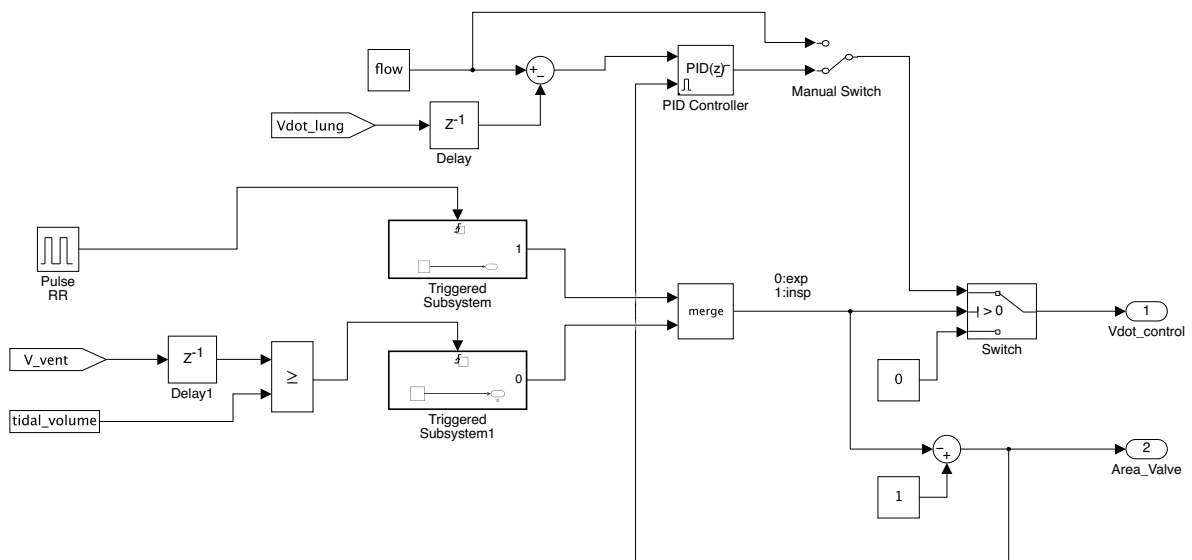 flow
+
−
PID(z)
PID Controller
Manual Switch
Vdot_lung
Z-1
Delay
Pulse
RR
1
Triggered
Subsystem
merge
0:exp
1:insp
> 0
Switch
1
Vdot_control
V_vent
Z-1
Delay1
≥
tidal_volume
0
Triggered
Subsystem1
0
−
+
2
Area_Valve
1